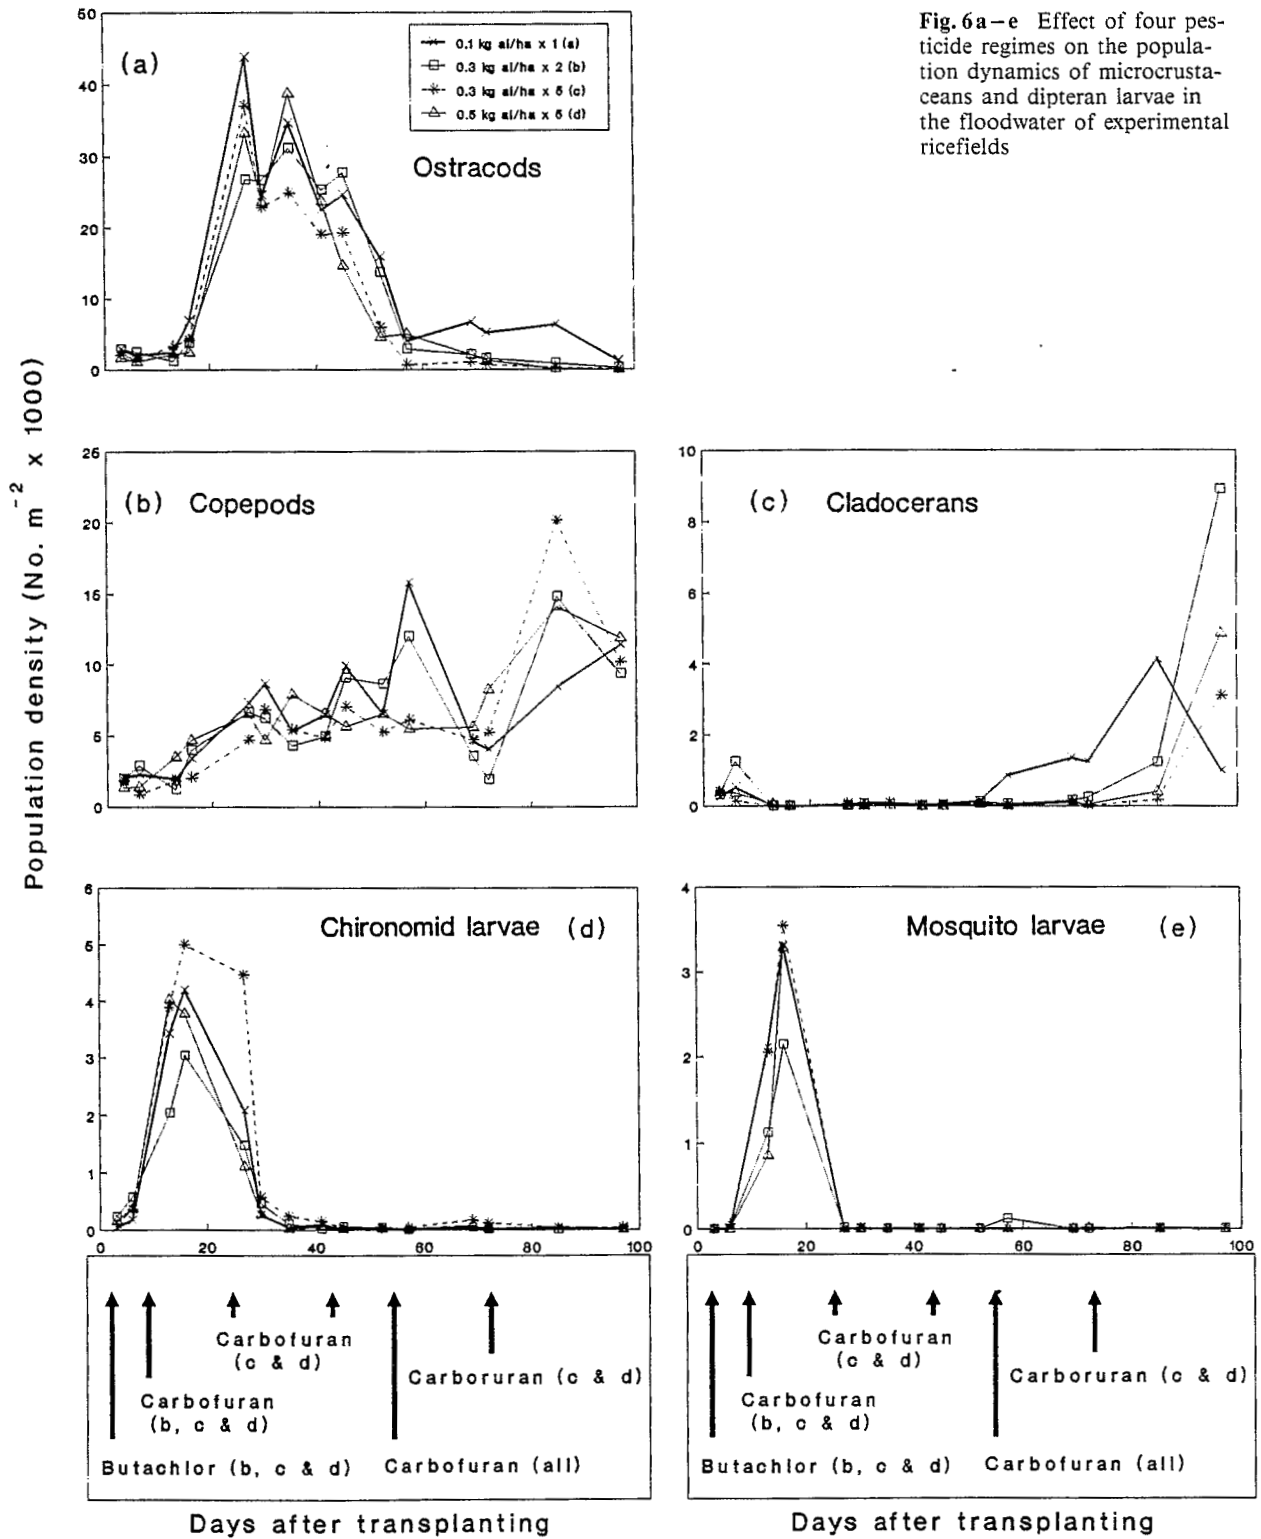 Fig. 6a–e Effect of four pes-
ticide regimes on the popula-
tion dynamics of microcrusta-
ceans and dipteran larvae in
the floodwater of experimental
ricefields
(a)
0.1 kg ai/ha x 1 (a)
0.3 kg ai/ha x 2 (b)
0.3 kg ai/ha x 5 (c)
0.5 kg ai/ha x 5 (d)
Ostracods
50
40
30
20
10
0
Population density (No. m⁻² x 1000)
(b) Copepods
25
20
15
10
5
0
(c) Cladocerans
10
8
6
4
2
0
Chironomid larvae (d)
6
5
4
3
2
1
0
0 20 40 60 80 100
Mosquito larvae (e)
4
3
2
1
0
0 20 40 60 80 100
Carbofuran
(c & d)
Carboruran (c & d)
Carbofuran
(b, c & d)
Butachlor (b, c & d) Carbofuran (all)
Days after transplanting
Carbofuran
(c & d)
Carboruran (c & d)
Carbofuran
(b, c & d)
Butachlor (b, c & d) Carbofuran (all)
Days after transplanting